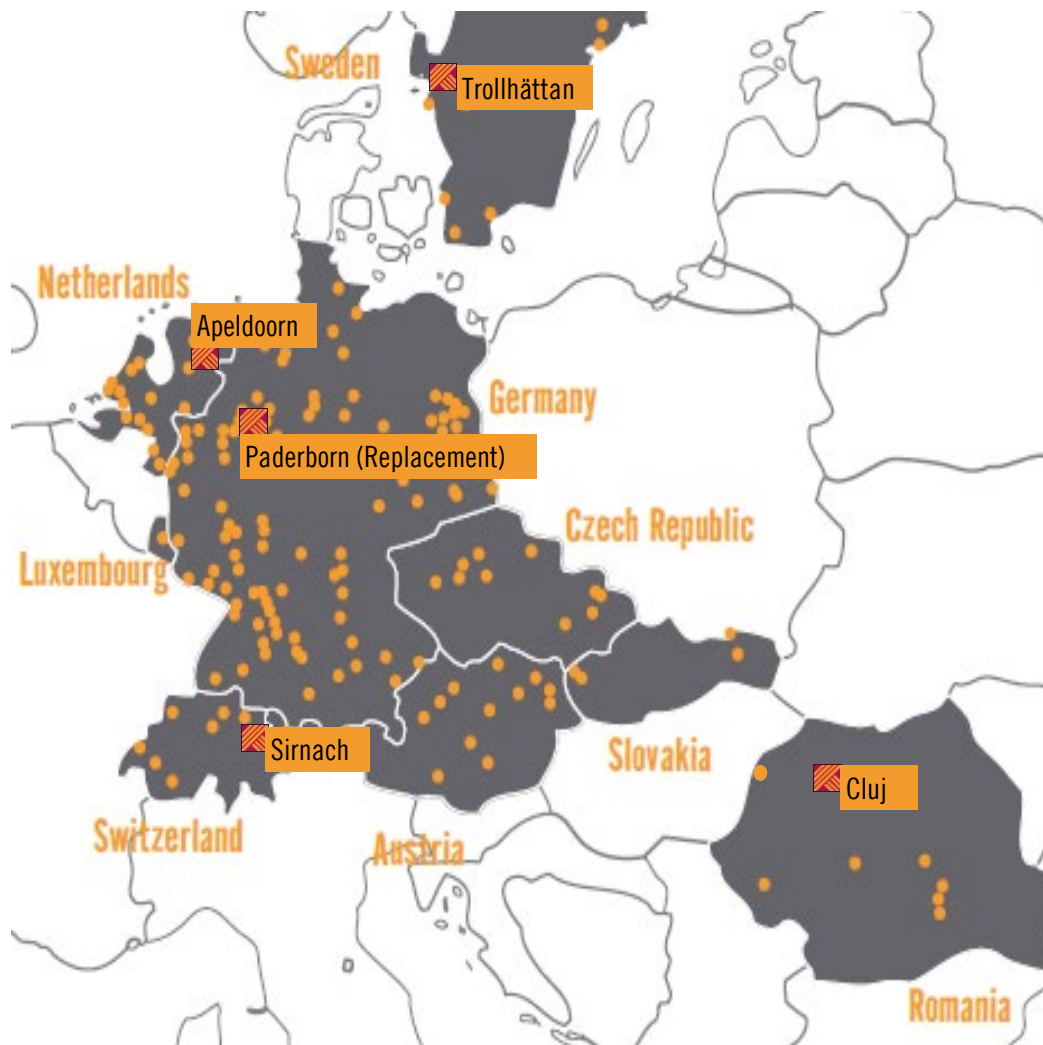 Sweden
Trollhättan
Netherlands
Apeldoorn
Germany
Paderborn (Replacement)
Czech Republic
Luxembourg
Sirnach
Slovakia
Cluj
Switzerland
Austria
Romania